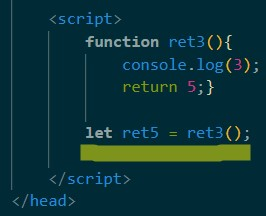 <script>
function ret3(){
console.log(3);
return 5;}
let ret5 = ret3();
</script>
</head>